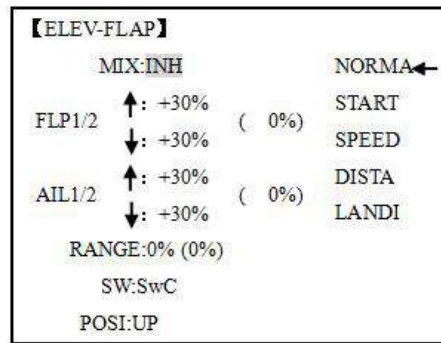 【ELEV-FLAP】
MIX:INH NORMA←
↑: +30% START
FLP1/2 ( 0%)
↓: +30% SPEED
↑: +30% DISTA
AIL1/2 ( 0%)
↓: +30% LANDI
RANGE:0% (0%)
SW:SwC
POSI:UP